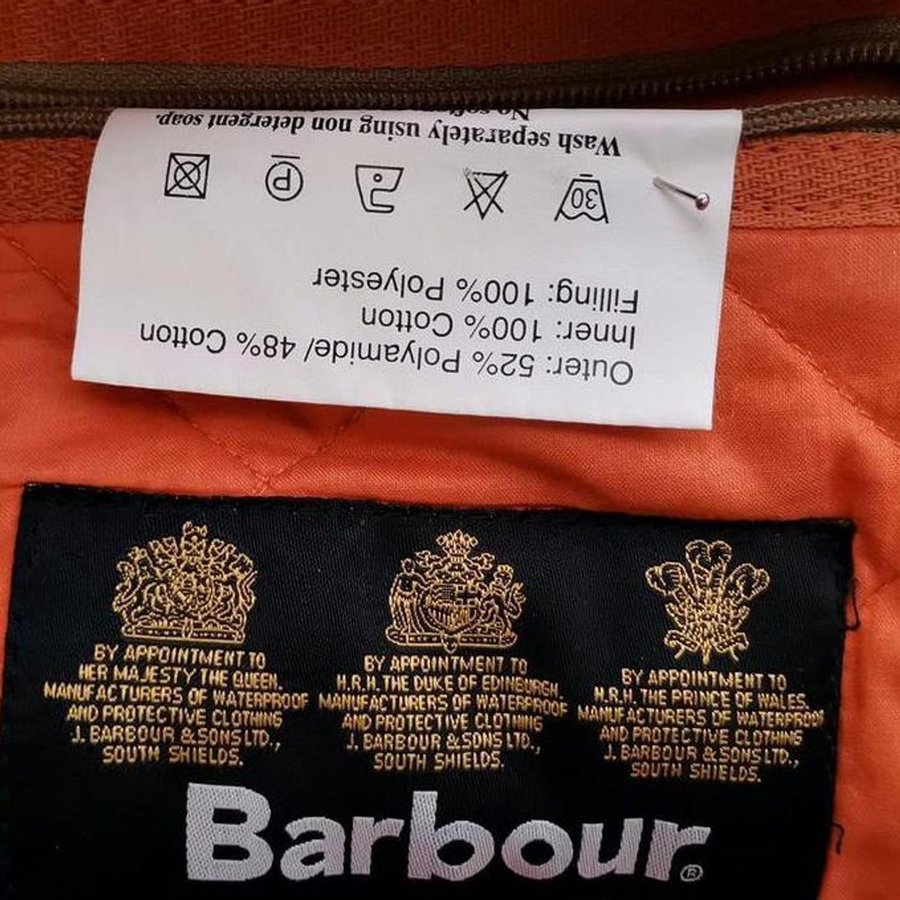 Outer: 52% Polyamide/ 48% Cotton
Inner: 100% Cotton
Filling: 100% Polyester
30 P
Wash separately using non detergent soap.
No
BY APPOINTMENT TO
HER MAJESTY THE QUEEN.
MANUFACTURERS OF WATERPROOF
AND PROTECTIVE CLOTHING
J. BARBOUR & SONS LTD.,
SOUTH SHIELDS.
BY APPOINTMENT TO
H.R.H. THE DUKE OF EDINBURGH.
MANUFACTURERS OF WATERPROOF
AND PROTECTIVE CLOTHING
J. BARBOUR & SONS LTD.,
SOUTH SHIELDS.
BY APPOINTMENT TO
H.R.H. THE PRINCE OF WALES.
MANUFACTURERS OF WATERPROOF
AND PROTECTIVE CLOTHING
J. BARBOUR & SONS LTD.,
SOUTH SHIELDS.
Barbour®